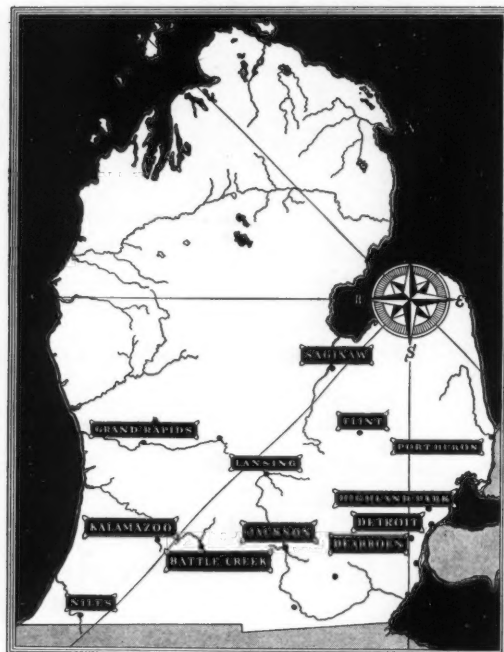 E
S
SAGINAW
GRAND RAPIDS
FLINT
PORT HURON
LANSING
HIGHLAND PARK
KALAMAZOO
JACKSON
DETROIT
DEARBORN
BATTLE CREEK
NILES